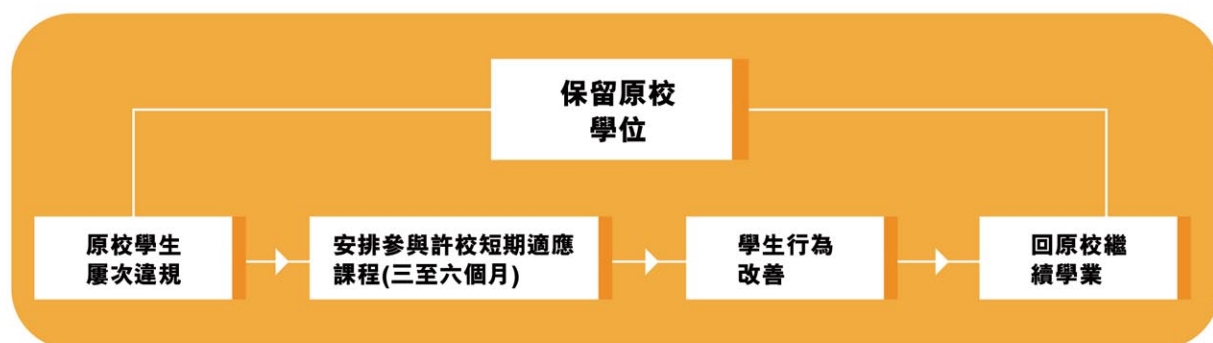 保留原校
學位
原校學生
屢次違規
安排參與許校短期適應
課程(三至六個月)
學生行為
改善
回原校繼
續學業